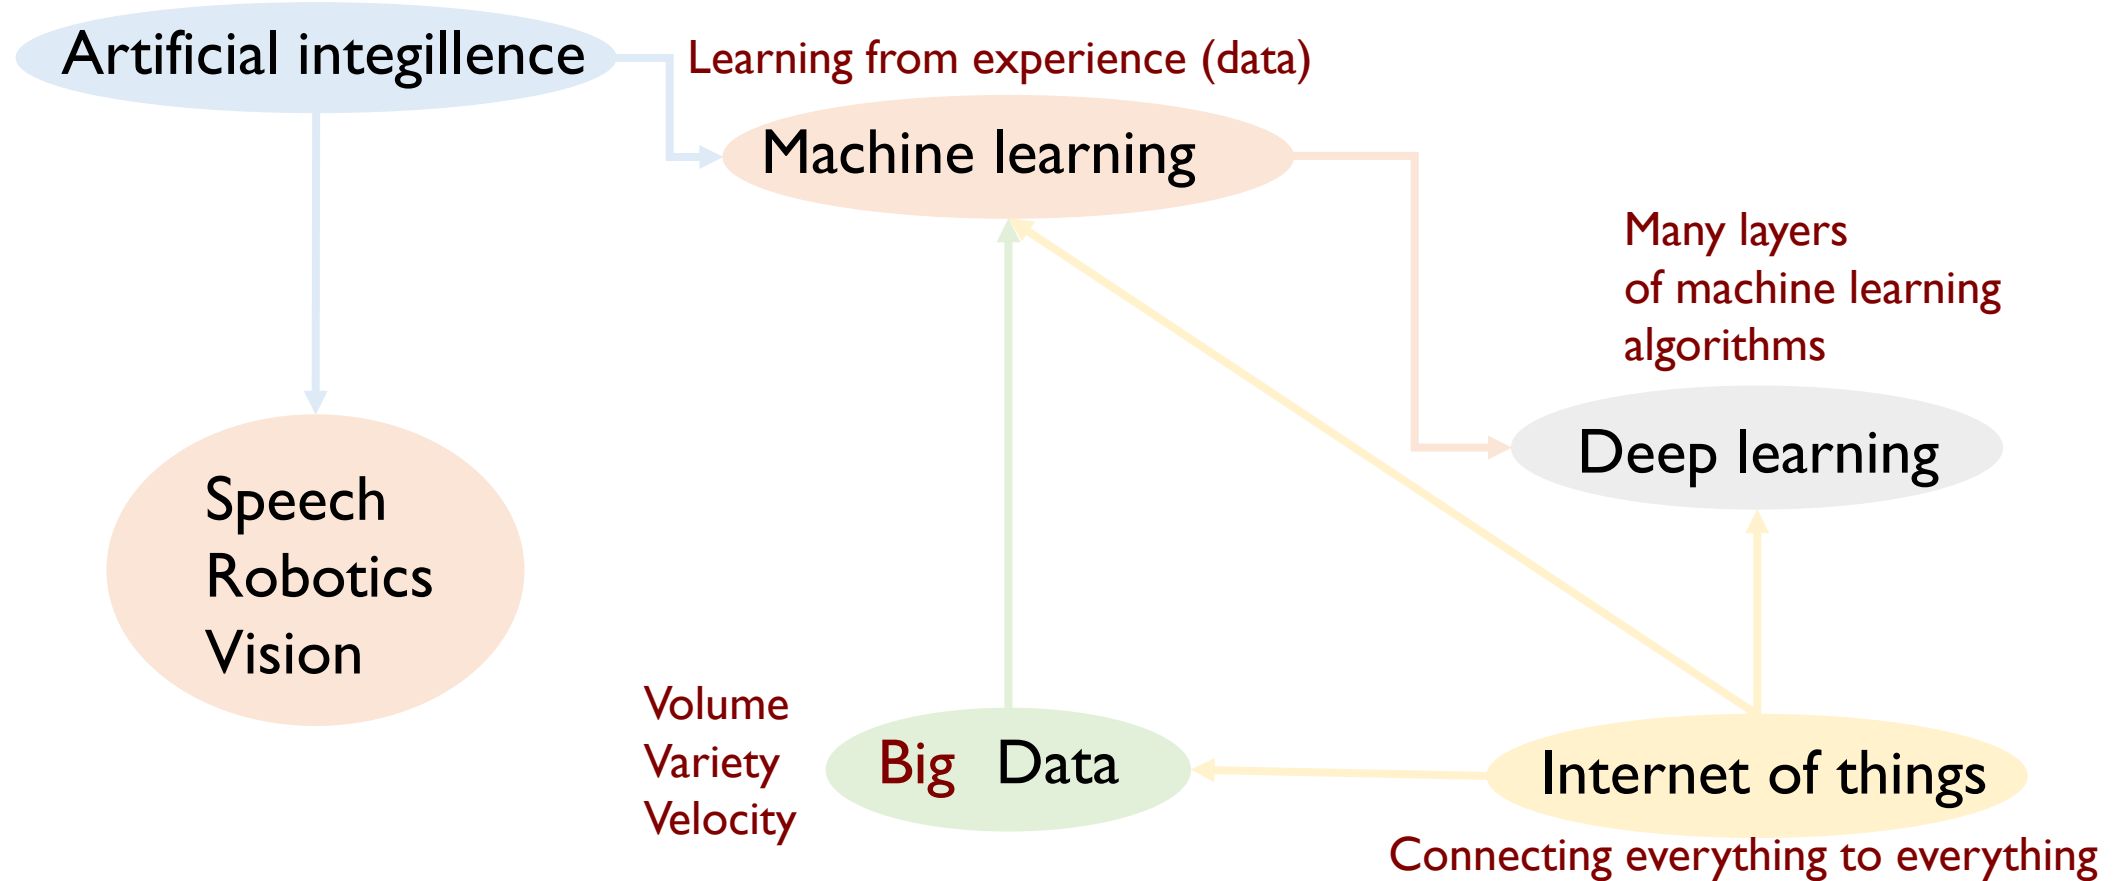 Artificial integillence
Learning from experience (data)
Machine learning
Many layers
of machine learning
algorithms
Deep learning
Speech
Robotics
Vision
Volume
Variety
Velocity
Big Data
Internet of things
Connecting everything to everything